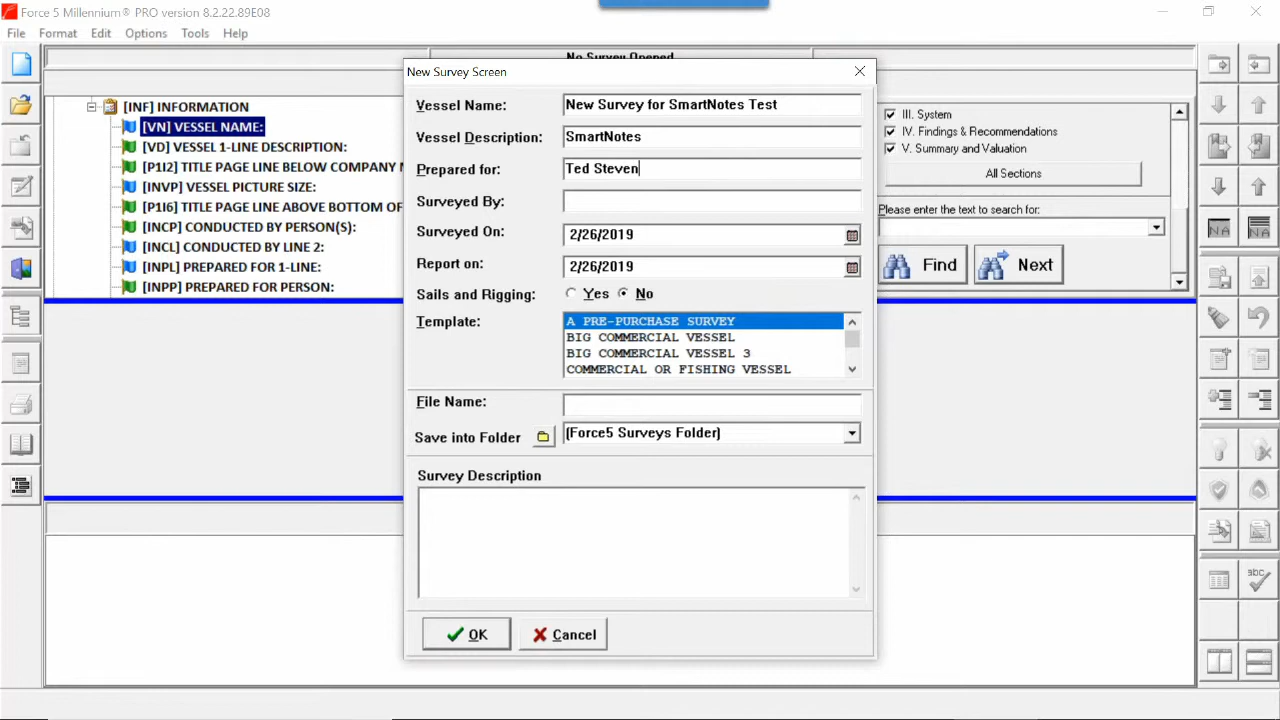 Force 5 Millennium® PRO version 8.2.22.89E08
File Format Edit Options Tools Help
No Survey Opened
[INF] INFORMATION
[VN] VESSEL NAME:
[VD] VESSEL 1-LINE DESCRIPTION:
[P1I2] TITLE PAGE LINE BELOW COMPANY N
[INVP] VESSEL PICTURE SIZE:
[P1I6] TITLE PAGE LINE ABOVE BOTTOM OF
[INCP] CONDUCTED BY PERSON(S):
[INCL] CONDUCTED BY LINE 2:
[INPL] PREPARED FOR 1-LINE:
[INPP] PREPARED FOR PERSON:
New Survey Screen
Vessel Name: New Survey for SmartNotes Test
Vessel Description: SmartNotes
Prepared for: Ted Steven
Surveyed By:
Surveyed On: 2/26/2019
Report on: 2/26/2019
Sails and Rigging: Yes No
Template: A PRE-PURCHASE SURVEY
BIG COMMERCIAL VESSEL
BIG COMMERCIAL VESSEL 3
COMMERCIAL OR FISHING VESSEL
File Name:
Save into Folder (Force5 Surveys Folder)
Survey Description
OK Cancel
III. System
IV. Findings & Recommendations
V. Summary and Valuation
All Sections
Please enter the text to search for:
Find Next
NA NA
abc